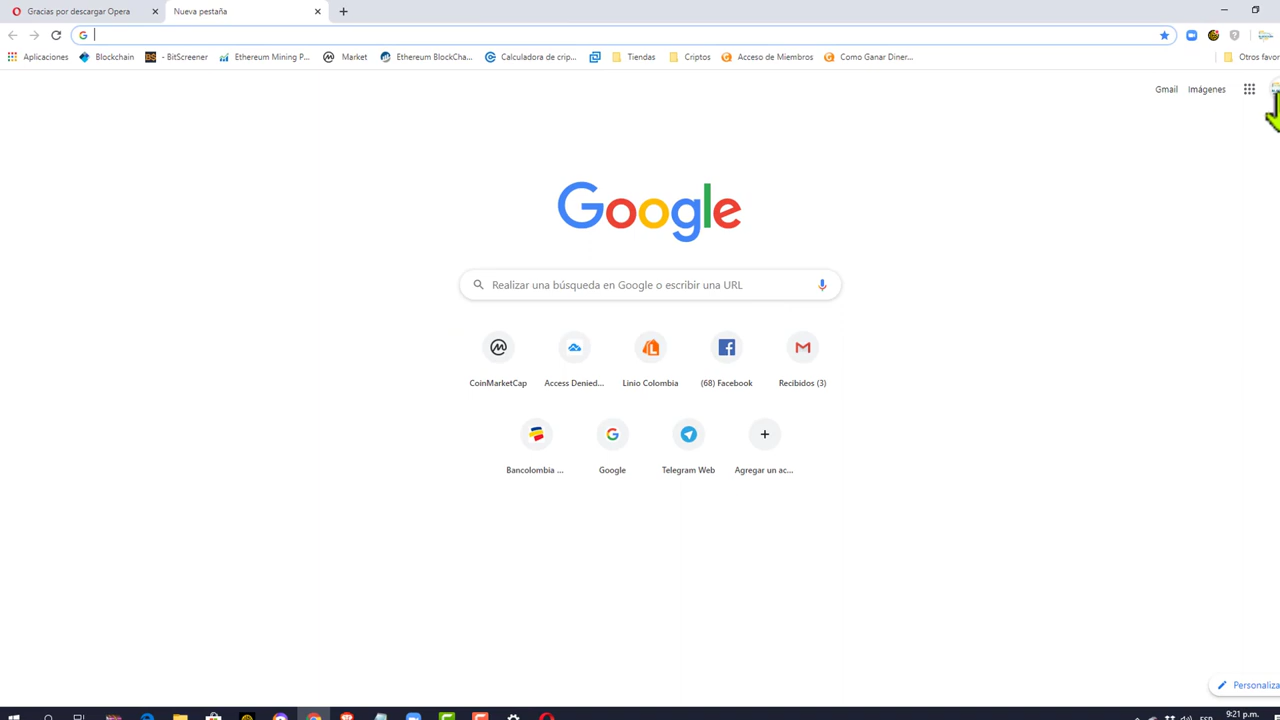 Gracias por descargar Opera
Nueva pestaña
Aplicaciones
Blockchain
- BitScreener
Ethereum Mining P...
Market
Ethereum BlockCha...
Calculadora de crip...
Tiendas
Criptos
Acceso de Miembros
Como Ganar Diner...
Otros favor
Gmail
Imágenes
Google
Realizar una búsqueda en Google o escribir una URL
CoinMarketCap
Access Denied...
Linio Colombia
(68) Facebook
Recibidos (3)
Bancolombia ...
Google
Telegram Web
Agregar un ac...
Personaliza
9:21 p.m.